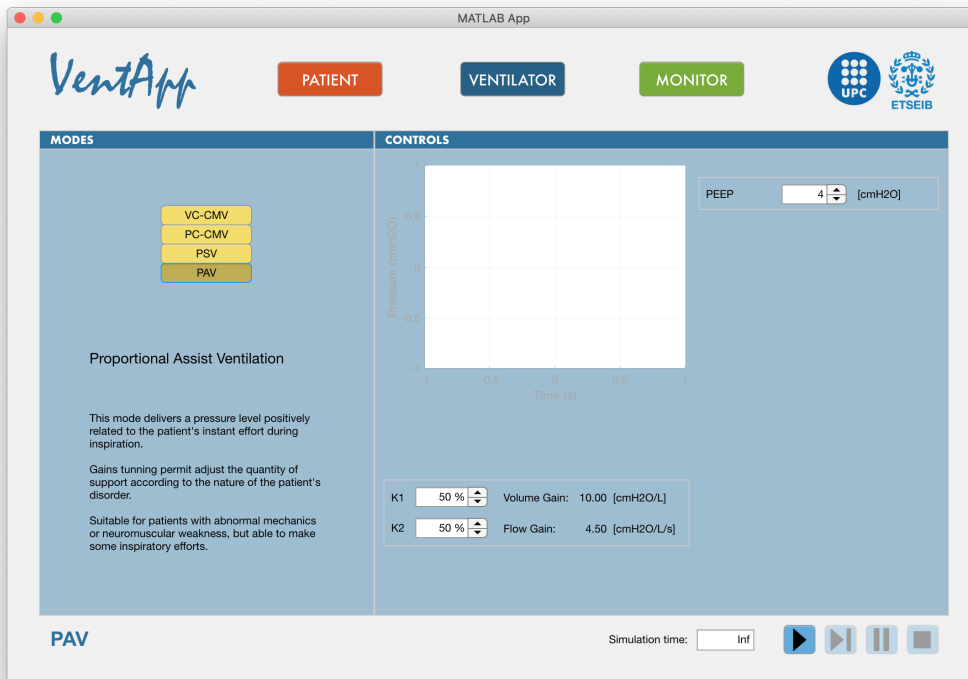 MATLAB App
VentApp
PATIENT
VENTILATOR
MONITOR
UPC
ETSEIB
MODES
VC-CMV
PC-CMV
PSV
PAV
Proportional Assist Ventilation
This mode delivers a pressure level positively
related to the patient's instant effort during
inspiration.
Gains tunning permit adjust the quantity of
support according to the nature of the patient's
disorder.
Suitable for patients with abnormal mechanics
or neuromuscular weakness, but able to make
some inspiratory efforts.
CONTROLS
1
0.5
0
-0.5
-1
Pressure (cmH2O)
-1 -0.5 0 0.5 1
Time (s)
PEEP 4 [cmH2O]
K1 50 % Volume Gain: 10.00 [cmH2O/L]
K2 50 % Flow Gain: 4.50 [cmH2O/L/s]
PAV
Simulation time: Inf